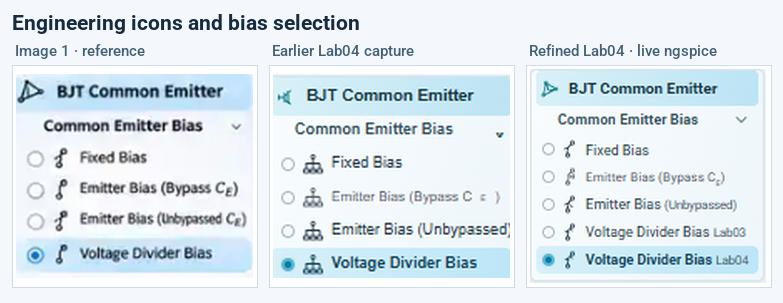 Engineering icons and bias selection
Image 1 · reference
BJT Common Emitter
Common Emitter Bias
Fixed Bias
Emitter Bias (Bypass CE)
Emitter Bias (Unbypassed CE)
Voltage Divider Bias
Earlier Lab04 capture
BJT Common Emitter
Common Emitter Bias
Fixed Bias
Emitter Bias (Bypass C E )
Emitter Bias (Unbypassed)
Voltage Divider Bias
Refined Lab04 · live ngspice
BJT Common Emitter
Common Emitter Bias
Fixed Bias
Emitter Bias (Bypass CE)
Emitter Bias (Unbypassed)
Voltage Divider Bias Lab03
Voltage Divider Bias Lab04